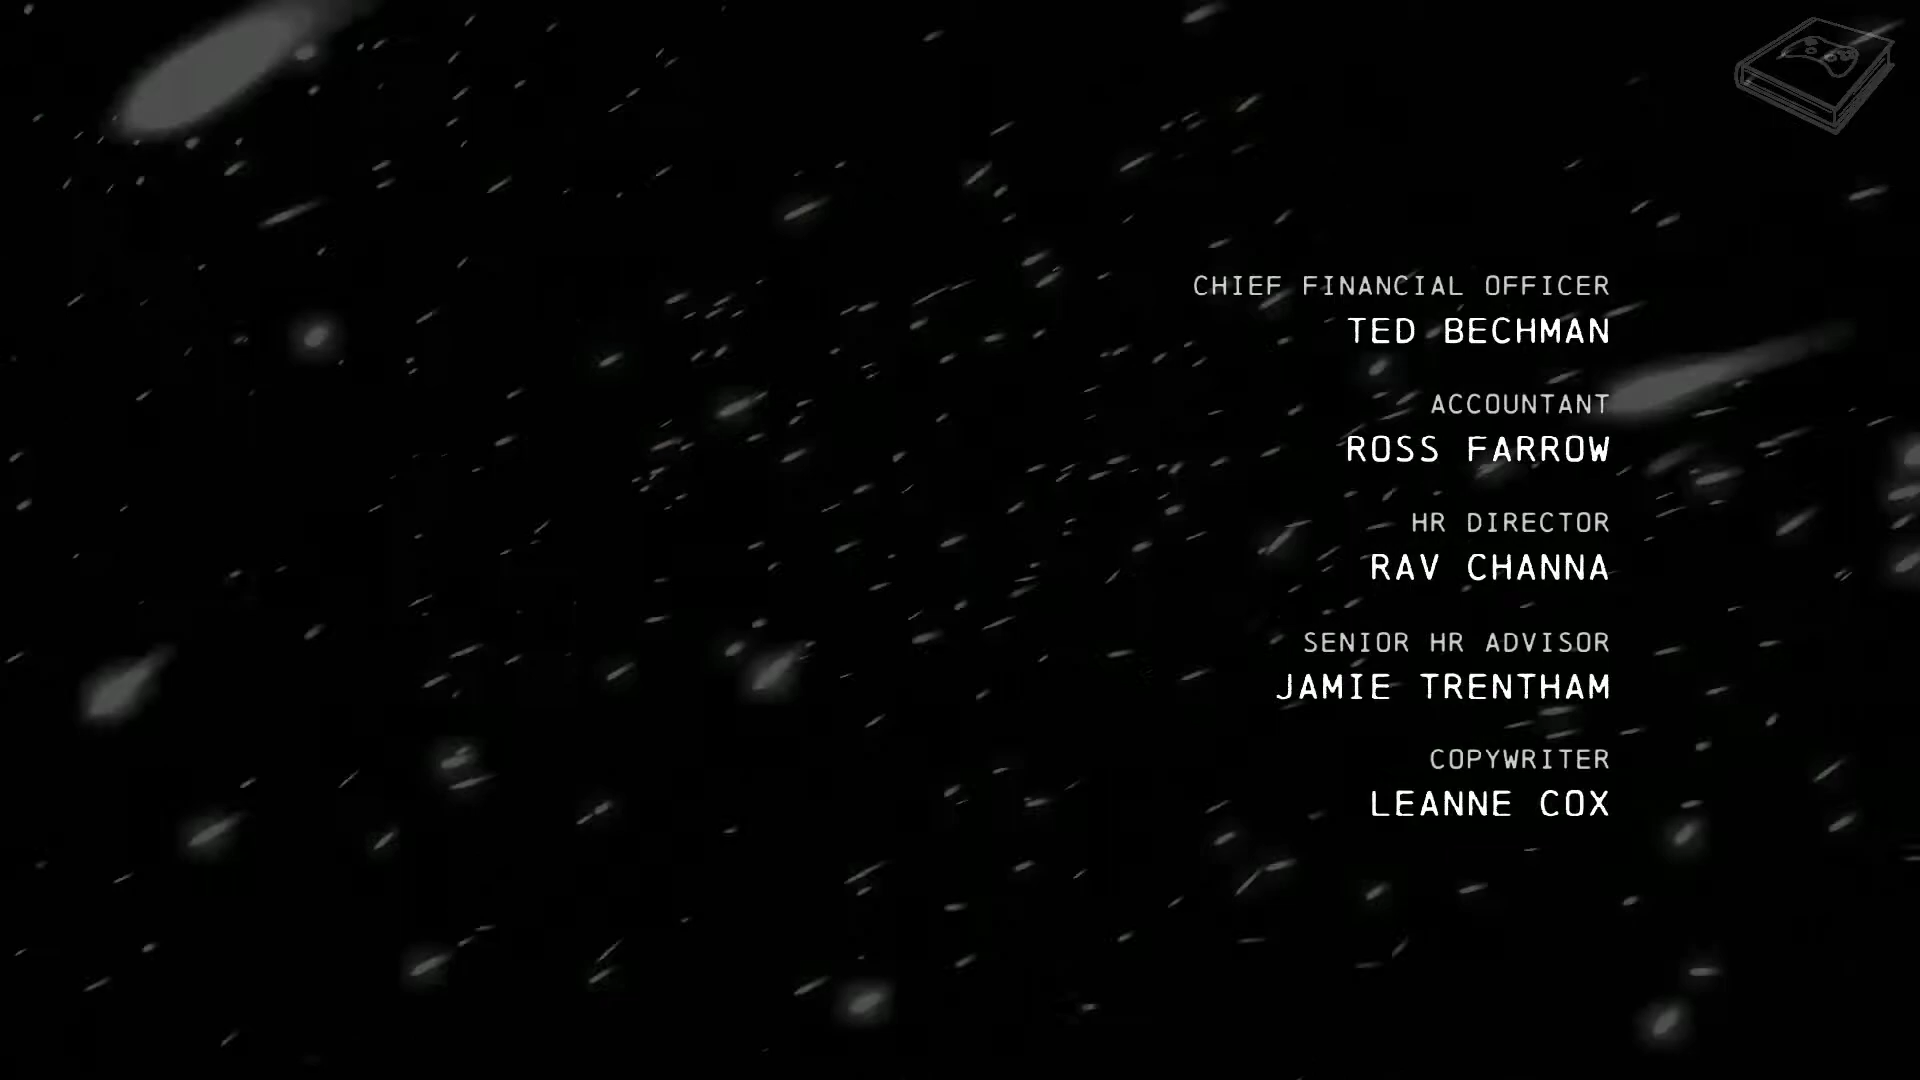 CHIEF FINANCIAL OFFICER
TED BECHMAN
ACCOUNTANT
ROSS FARROW
HR DIRECTOR
RAV CHANNA
SENIOR HR ADVISOR
JAMIE TRENTHAM
COPYWRITER
LEANNE COX